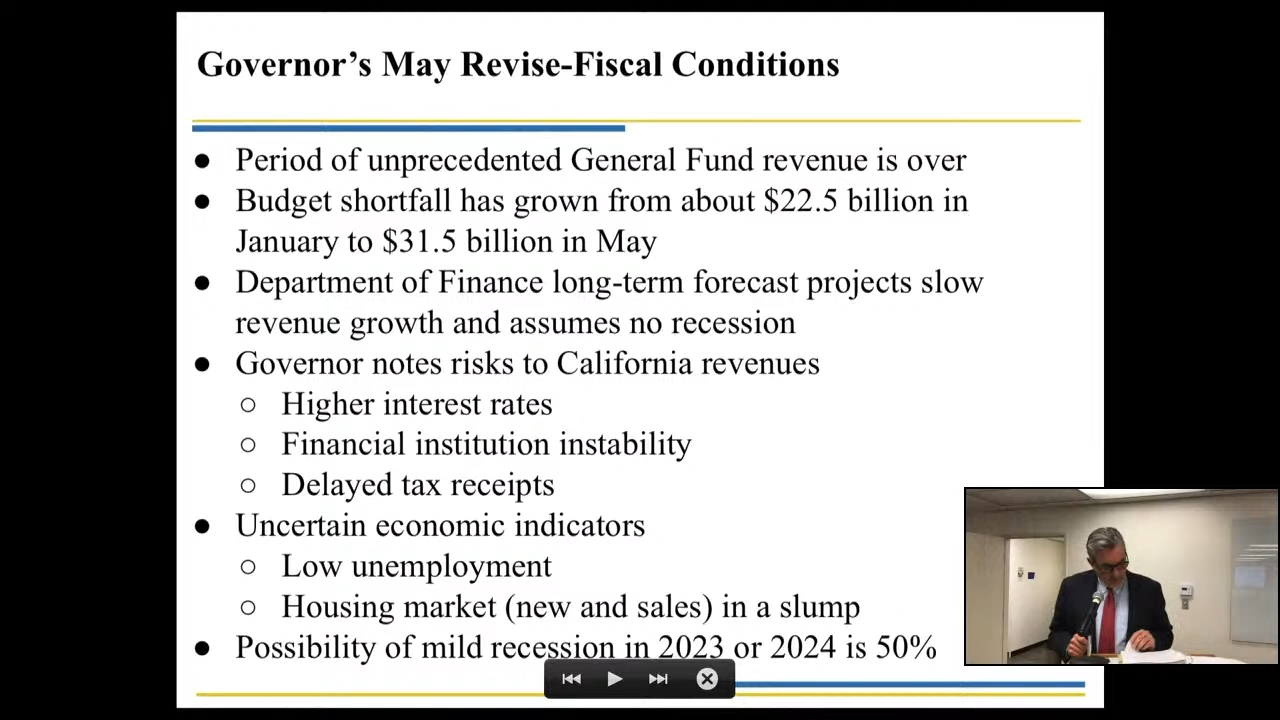 Governor’s May Revise-Fiscal Conditions
● Period of unprecedented General Fund revenue is over
● Budget shortfall has grown from about $22.5 billion in
January to $31.5 billion in May
● Department of Finance long-term forecast projects slow
revenue growth and assumes no recession
● Governor notes risks to California revenues
○ Higher interest rates
○ Financial institution instability
○ Delayed tax receipts
● Uncertain economic indicators
○ Low unemployment
○ Housing market (new and sales) in a slump
● Possibility of mild recession in 2023 or 2024 is 50%